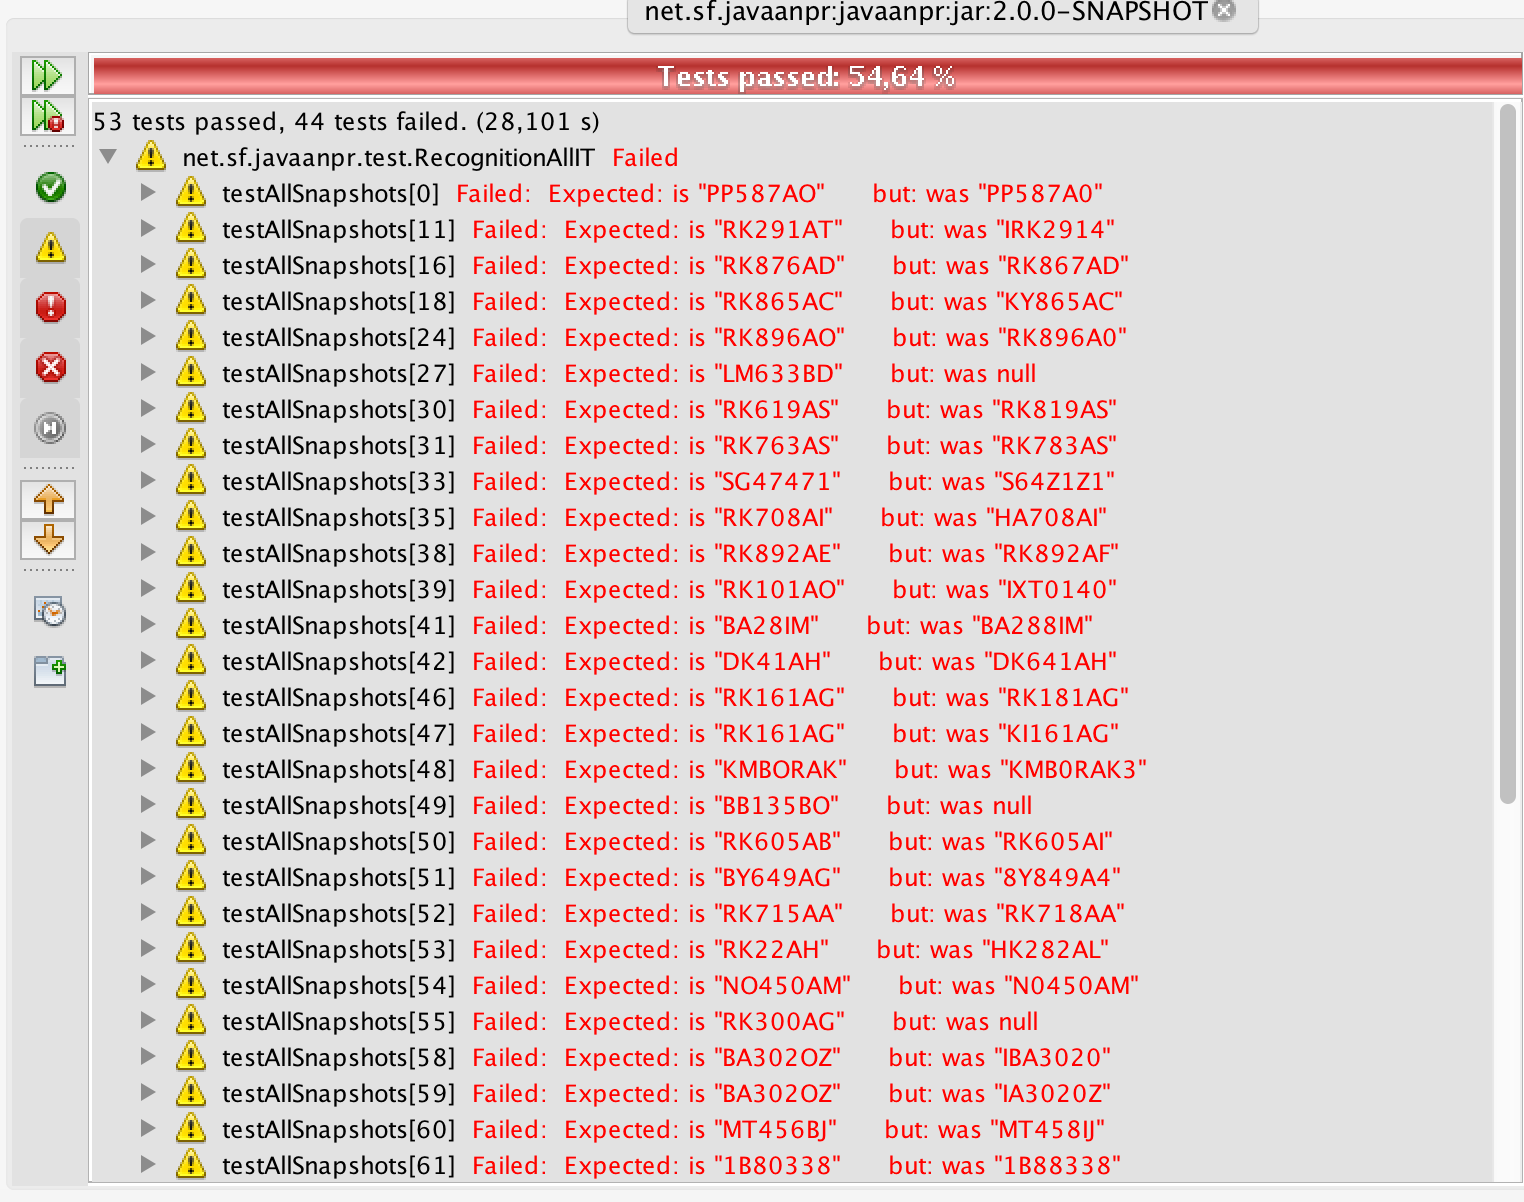 net.sf.javaanpr:javaanpr:jar:2.0.0-SNAPSHOT
Tests passed: 54,64 %
53 tests passed, 44 tests failed. (28,101 s)
net.sf.javaanpr.test.RecognitionAllIT Failed
testAllSnapshots[0] Failed: Expected: is "PP587AO" but: was "PP587A0"
testAllSnapshots[11] Failed: Expected: is "RK291AT" but: was "IRK2914"
testAllSnapshots[16] Failed: Expected: is "RK876AD" but: was "RK867AD"
testAllSnapshots[18] Failed: Expected: is "RK865AC" but: was "KY865AC"
testAllSnapshots[24] Failed: Expected: is "RK896AO" but: was "RK896A0"
testAllSnapshots[27] Failed: Expected: is "LM633BD" but: was null
testAllSnapshots[30] Failed: Expected: is "RK619AS" but: was "RK819AS"
testAllSnapshots[31] Failed: Expected: is "RK763AS" but: was "RK783AS"
testAllSnapshots[33] Failed: Expected: is "SG47471" but: was "S64Z1Z1"
testAllSnapshots[35] Failed: Expected: is "RK708AI" but: was "HA708AI"
testAllSnapshots[38] Failed: Expected: is "RK892AE" but: was "RK892AF"
testAllSnapshots[39] Failed: Expected: is "RK101AO" but: was "IXT0140"
testAllSnapshots[41] Failed: Expected: is "BA28IM" but: was "BA288IM"
testAllSnapshots[42] Failed: Expected: is "DK41AH" but: was "DK641AH"
testAllSnapshots[46] Failed: Expected: is "RK161AG" but: was "RK181AG"
testAllSnapshots[47] Failed: Expected: is "RK161AG" but: was "KI161AG"
testAllSnapshots[48] Failed: Expected: is "KMBORAK" but: was "KMB0RAK3"
testAllSnapshots[49] Failed: Expected: is "BB135BO" but: was null
testAllSnapshots[50] Failed: Expected: is "RK605AB" but: was "RK605AI"
testAllSnapshots[51] Failed: Expected: is "BY649AG" but: was "8Y849A4"
testAllSnapshots[52] Failed: Expected: is "RK715AA" but: was "RK718AA"
testAllSnapshots[53] Failed: Expected: is "RK22AH" but: was "HK282AL"
testAllSnapshots[54] Failed: Expected: is "NO450AM" but: was "N0450AM"
testAllSnapshots[55] Failed: Expected: is "RK300AG" but: was null
testAllSnapshots[58] Failed: Expected: is "BA302OZ" but: was "IBA3020"
testAllSnapshots[59] Failed: Expected: is "BA302OZ" but: was "IA3020Z"
testAllSnapshots[60] Failed: Expected: is "MT456BJ" but: was "MT458IJ"
testAllSnapshots[61] Failed: Expected: is "1B80338" but: was "1B88338"